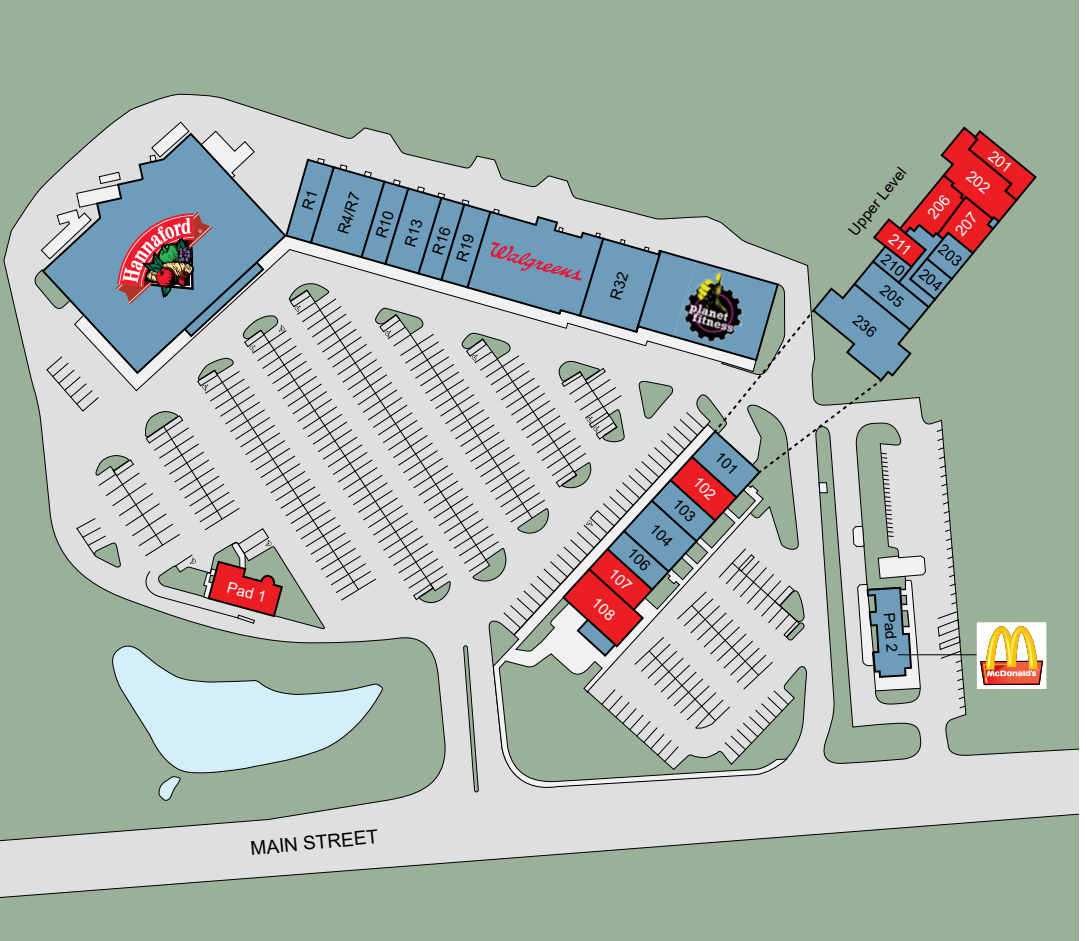 Hannaford
R1
R4/R7
R10
R13
R16
R19
Walgreens
R32
planet
fitness
Upper Level
201
202
206
207
211
203
210
204
205
236
101
102
103
104
106
107
108
Pad 1
Pad 2
McDonald's
MAIN STREET